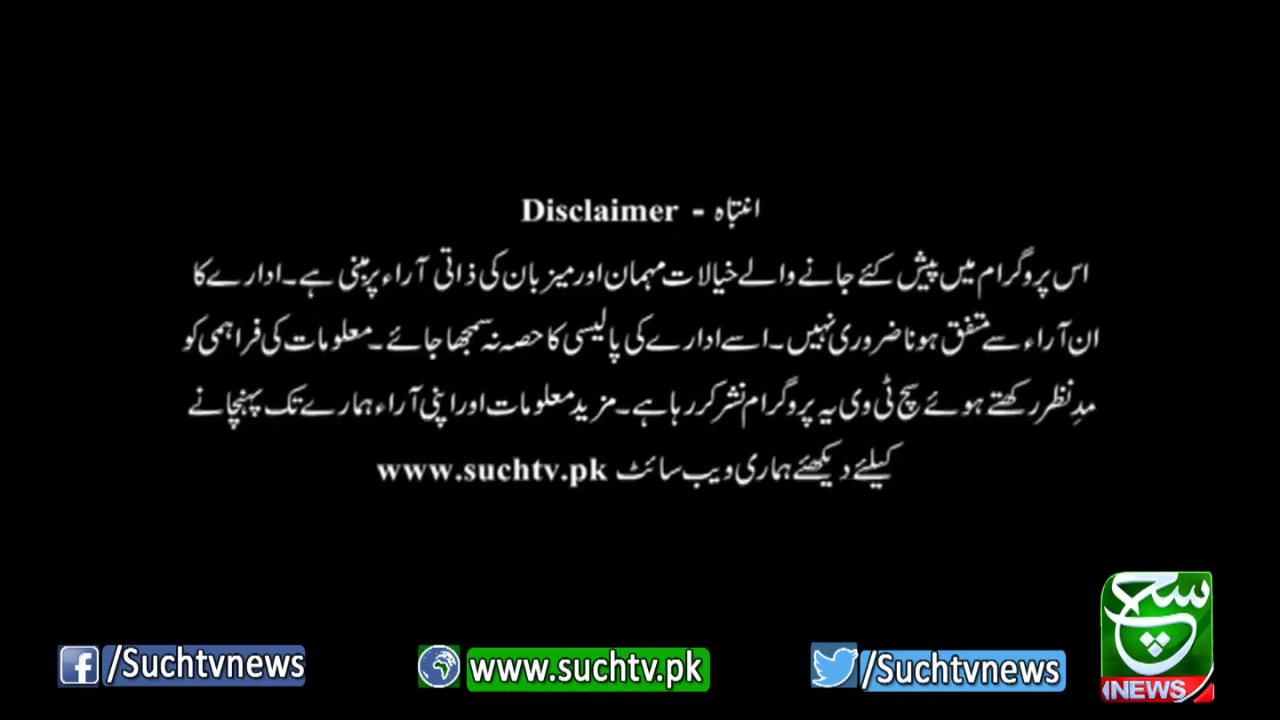 انتباہ - Disclaimer
اس پروگرام میں پیش کئے جانے والے خیالات مہمان اور میزبان کی ذاتی آراء پر مبنی ہے۔ ادارے کا
ان آراء سے متفق ہونا ضروری نہیں۔ اسے ادارے کی پالیسی کا حصہ نہ سمجھا جائے۔ معلومات کی فراہمی کو
مدِنظر رکھتے ہوئے سچ ٹی وی یہ پروگرام نشر کر رہا ہے۔ مزید معلومات اور اپنی آراء ہمارے تک پہنچانے
کیلئے دیکھئے ہماری ویب سائٹ www.suchtv.pk
/Suchtvnews
www.suchtv.pk
/Suchtvnews
سچ
NEWS